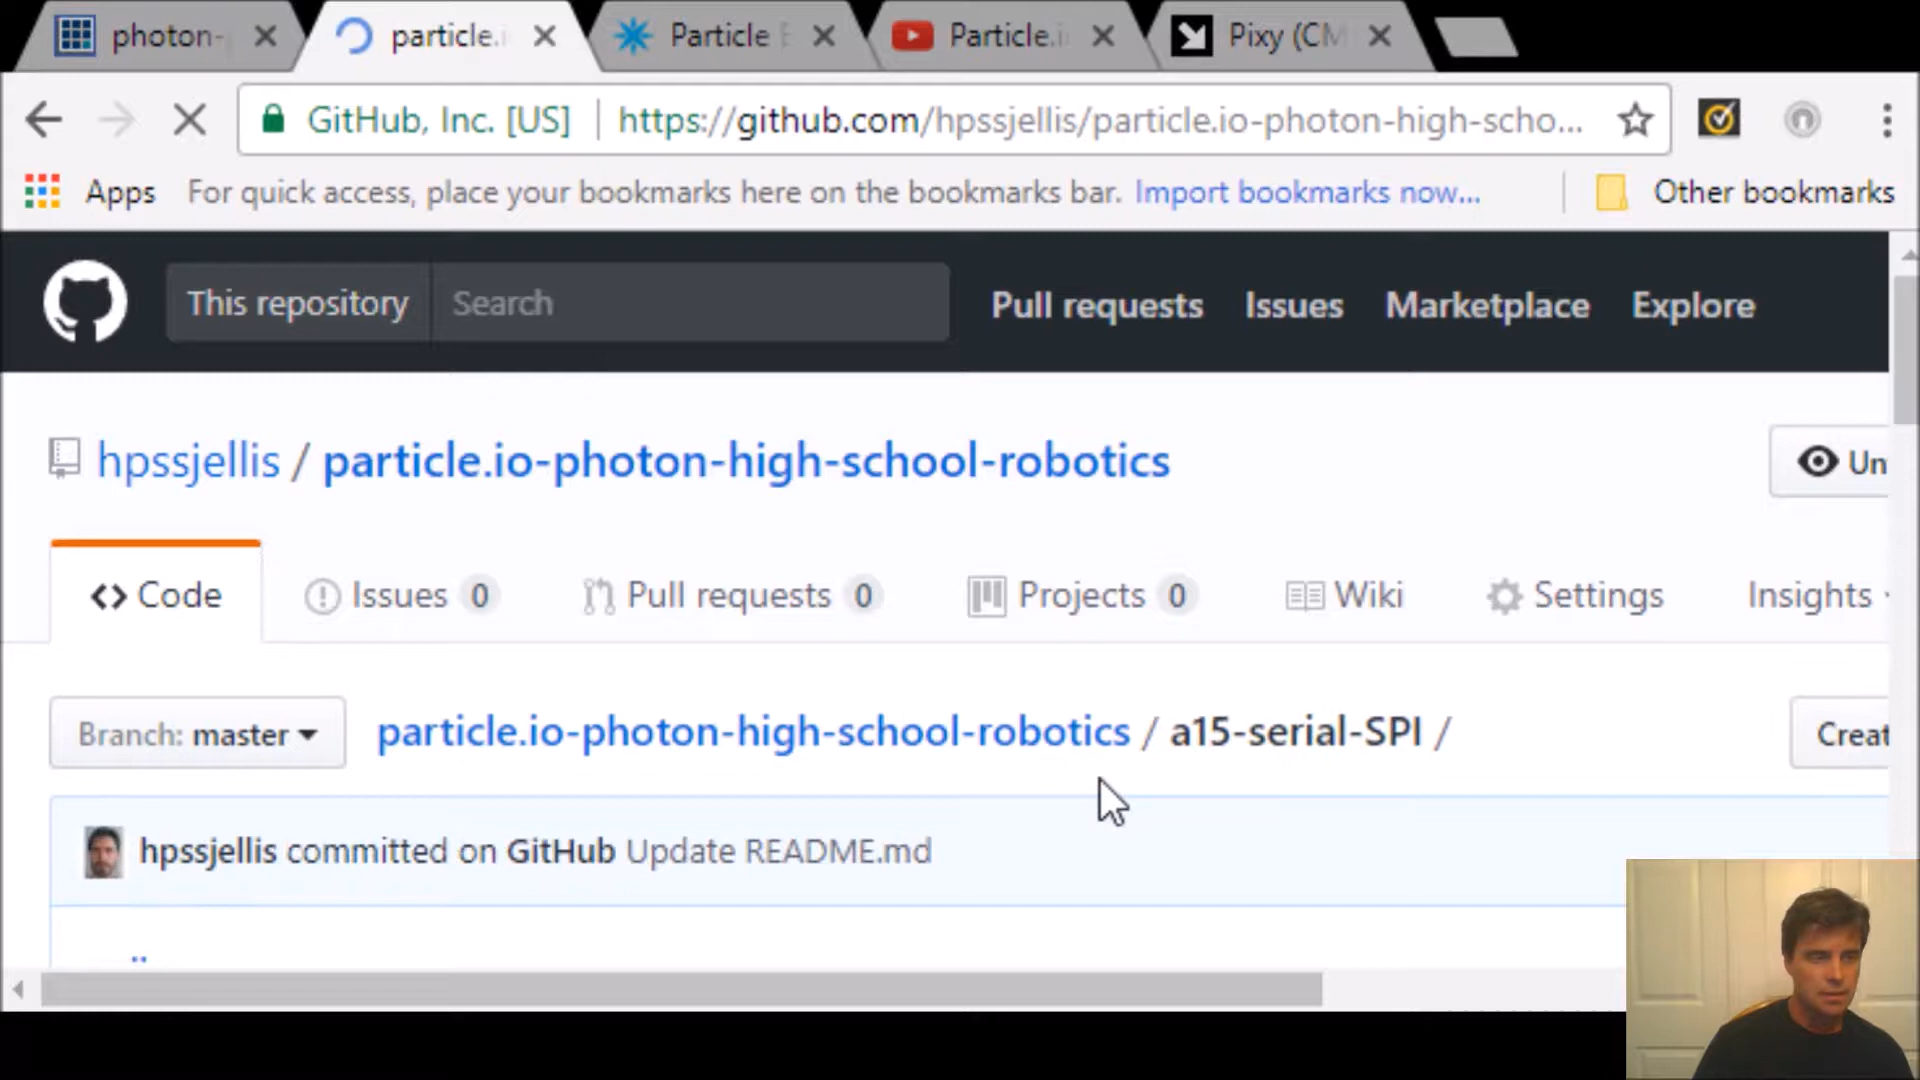 photon-
particle.i
Particle
Particle.i
Pixy (CM
GitHub, Inc. [US]
https://github.com/hpssjellis/particle.io-photon-high-scho...
Apps
For quick access, place your bookmarks here on the bookmarks bar. Import bookmarks now...
Other bookmarks
This repository
Search
Pull requests
Issues
Marketplace
Explore
hpssjellis / particle.io-photon-high-school-robotics
Un
Code
Issues 0
Pull requests 0
Projects 0
Wiki
Settings
Insights
Branch: master
particle.io-photon-high-school-robotics / a15-serial-SPI /
Creat
hpssjellis committed on GitHub Update README.md
..